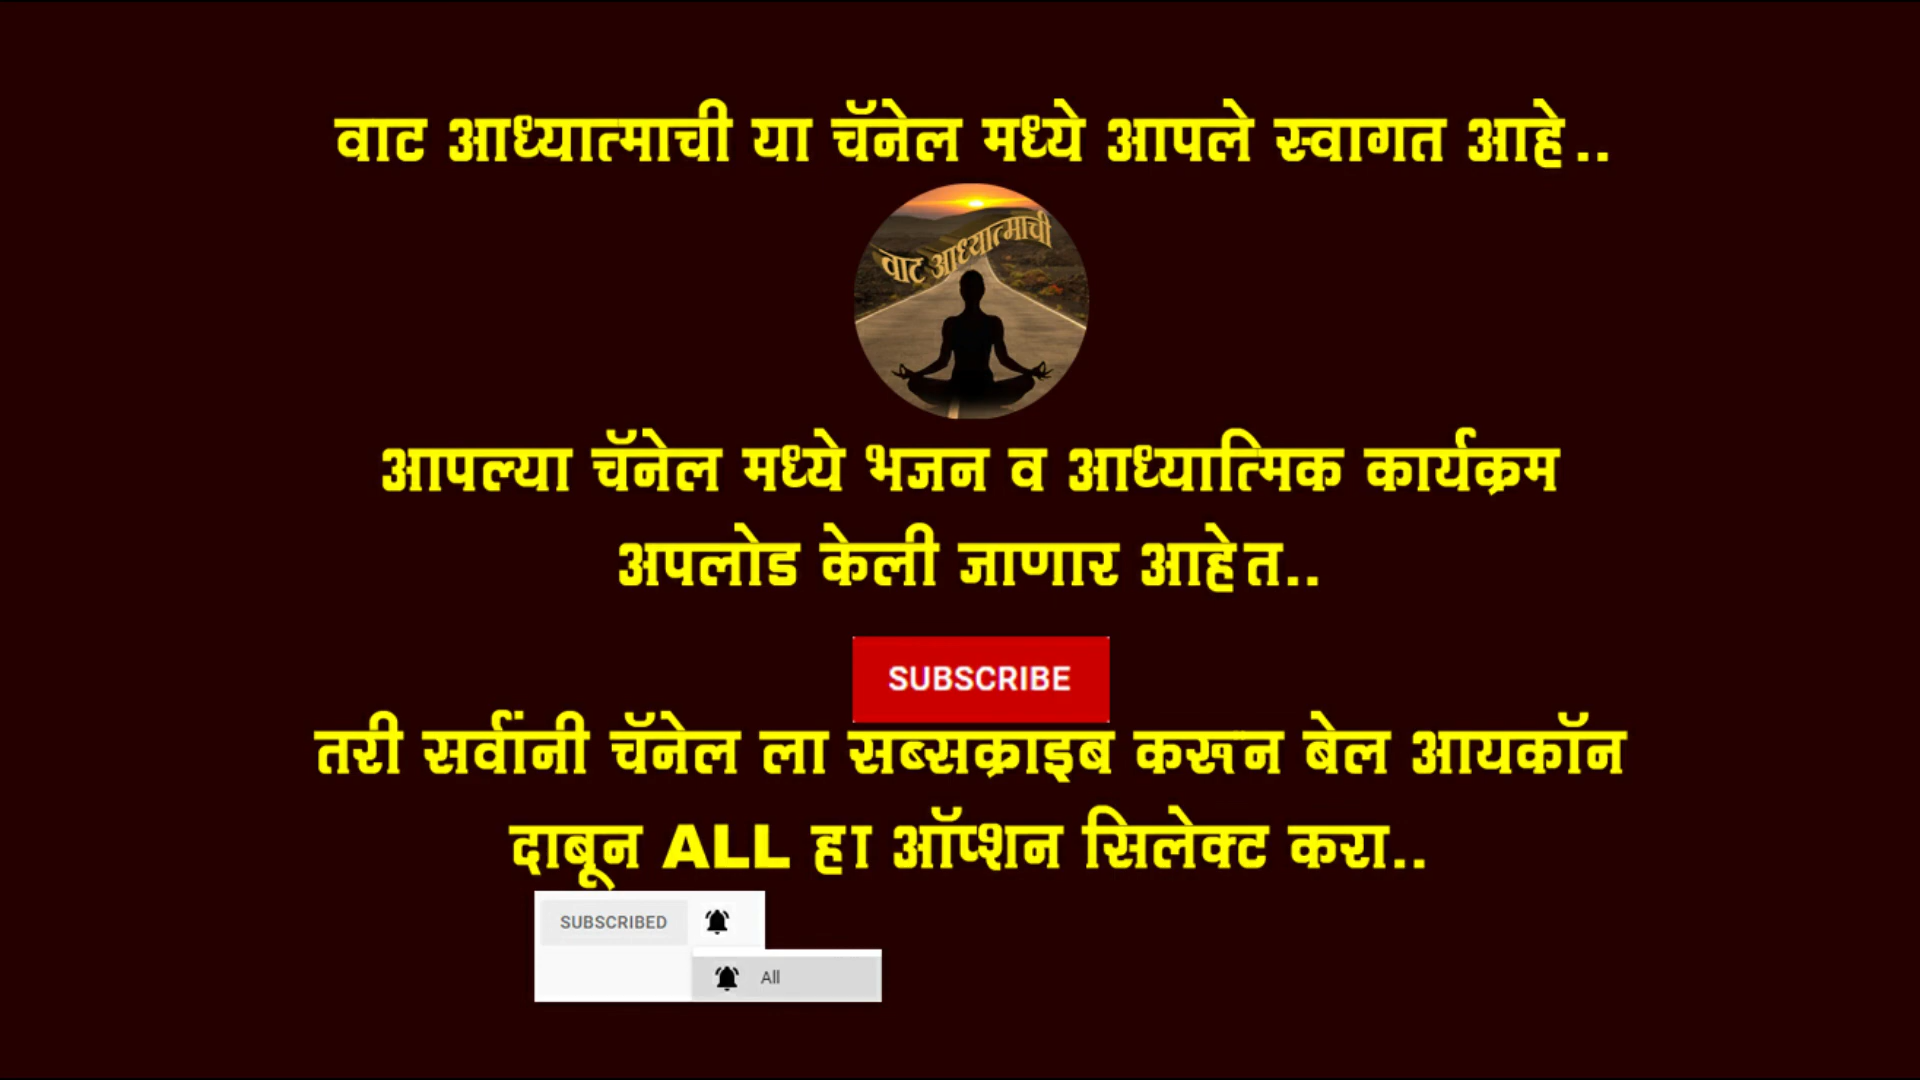 वाट आध्यात्माची या चॅनेल मध्ये आपले स्वागत आहे..
वाट आध्यात्माची
आपल्या चॅनेल मध्ये भजन व आध्यात्मिक कार्यक्रम
अपलोड केली जाणार आहेत..
SUBSCRIBE
तरी सर्वांनी चॅनेल ला सब्सक्राइब करून बेल आयकॉन
दाबून ALL हा ऑप्शन सिलेक्ट करा..
SUBSCRIBED
All